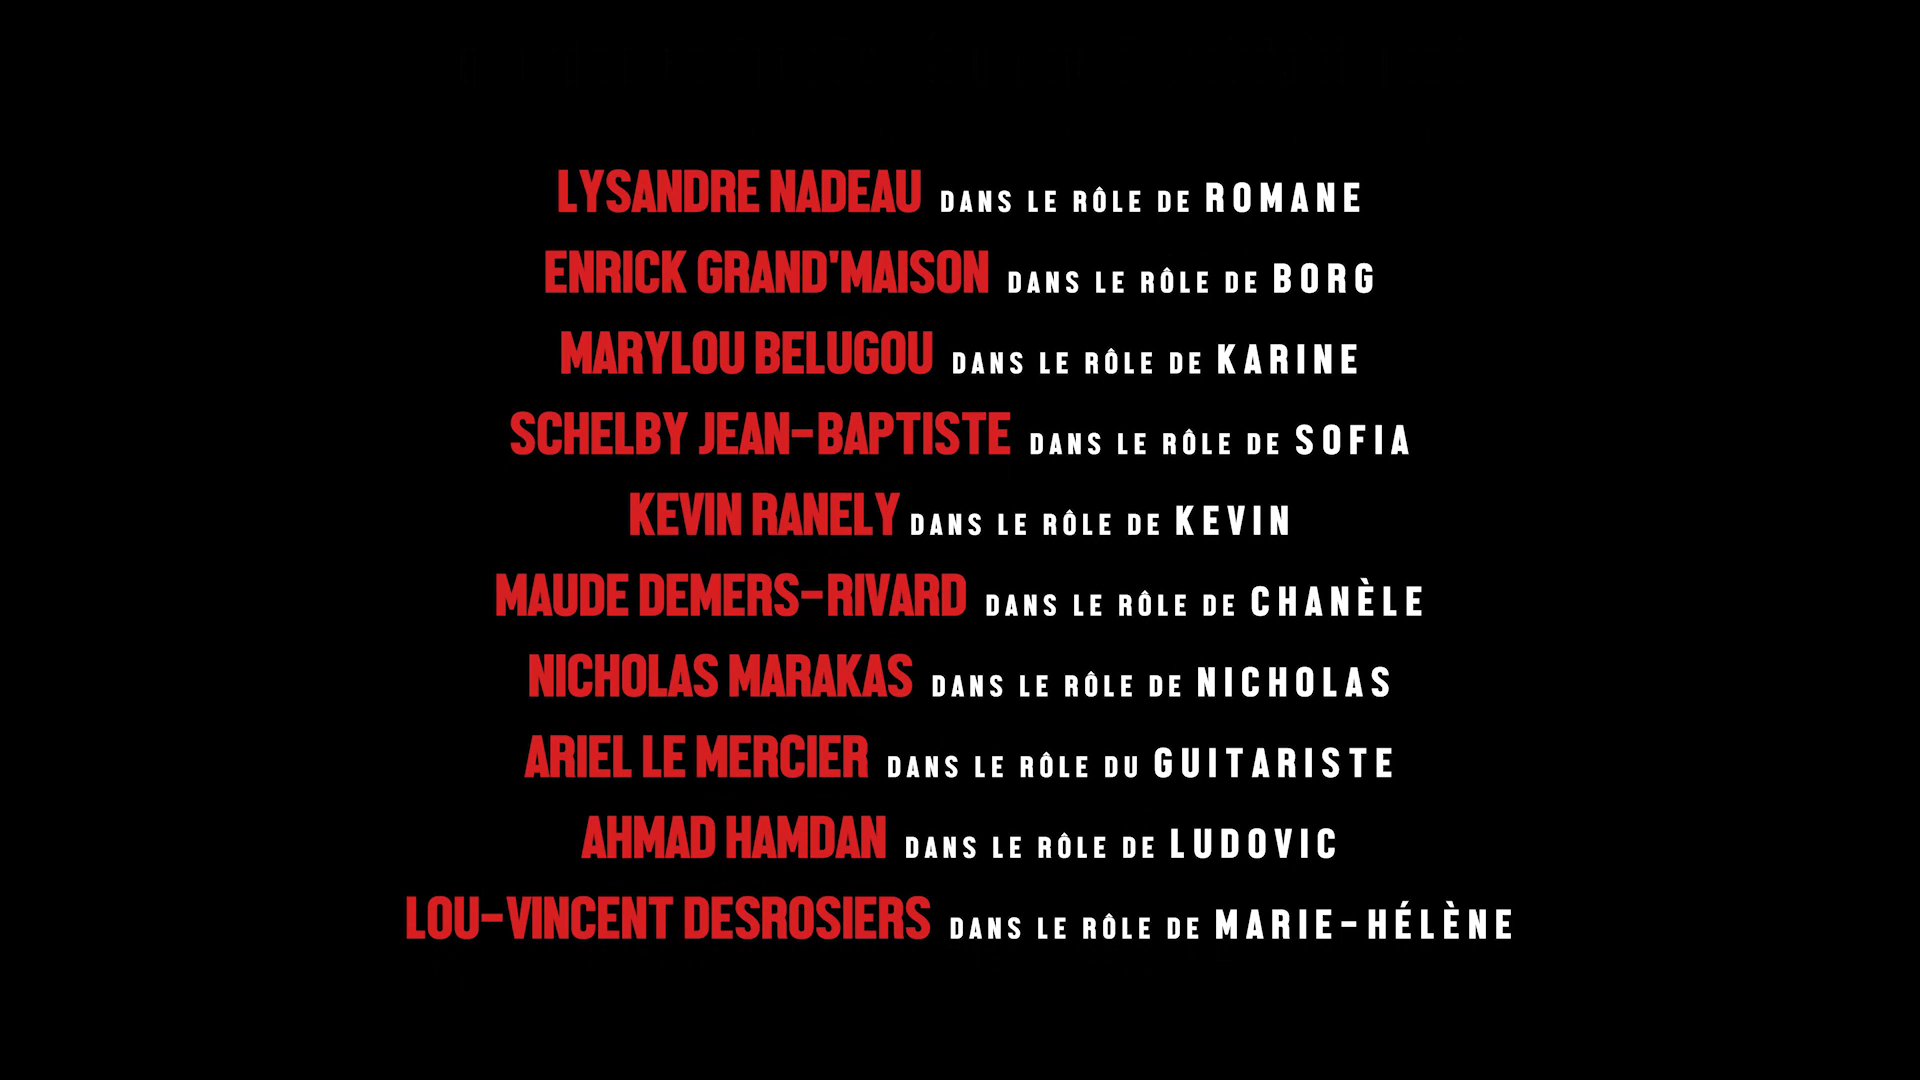 LYSANDRE NADEAU DANS LE RÔLE DE ROMANE
ENRICK GRAND'MAISON DANS LE RÔLE DE BORG
MARYLOU BELUGOU DANS LE RÔLE DE KARINE
SCHELBY JEAN-BAPTISTE DANS LE RÔLE DE SOFIA
KEVIN RANELY DANS LE RÔLE DE KEVIN
MAUDE DEMERS-RIVARD DANS LE RÔLE DE CHANÈLE
NICHOLAS MARAKAS DANS LE RÔLE DE NICHOLAS
ARIEL LE MERCIER DANS LE RÔLE DU GUITARISTE
AHMAD HAMDAN DANS LE RÔLE DE LUDOVIC
LOU-VINCENT DESROSIERS DANS LE RÔLE DE MARIE-HÉLÈNE